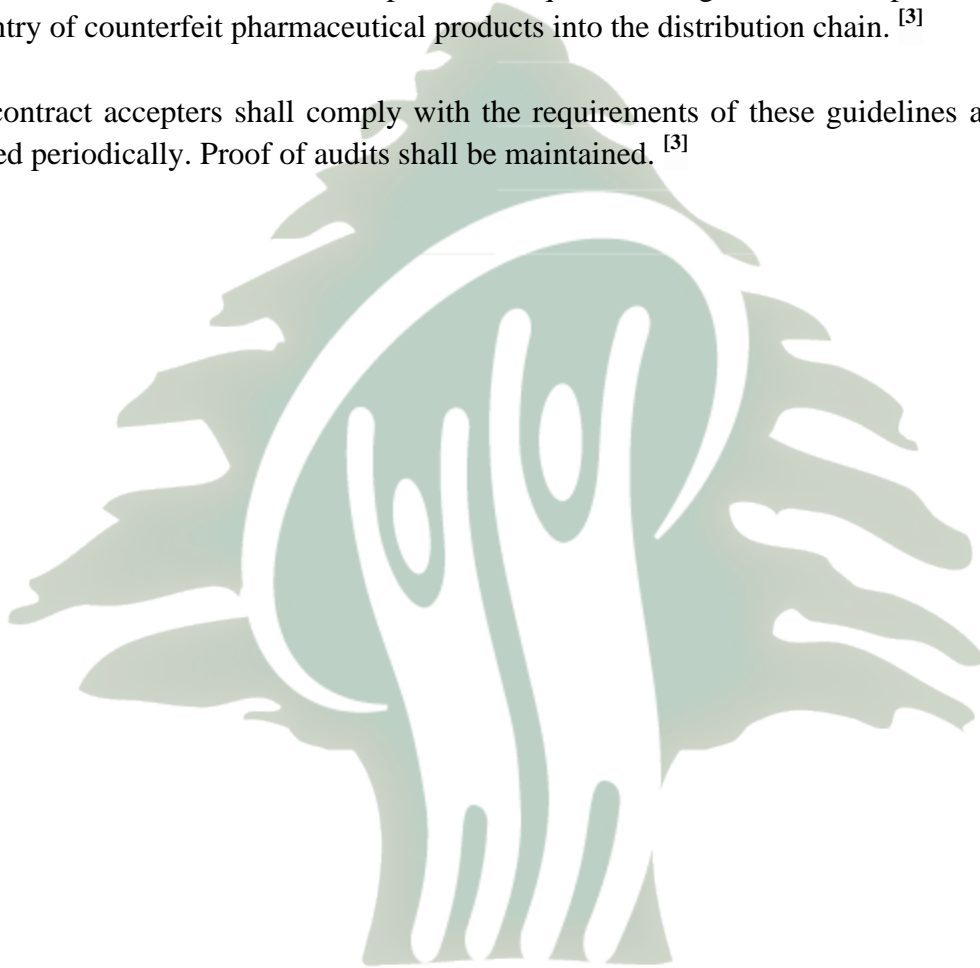 ntry of counterfeit pharmaceutical products into the distribution chain. [3]
contract accepters shall comply with the requirements of these guidelines a
ed periodically. Proof of audits shall be maintained. [3]